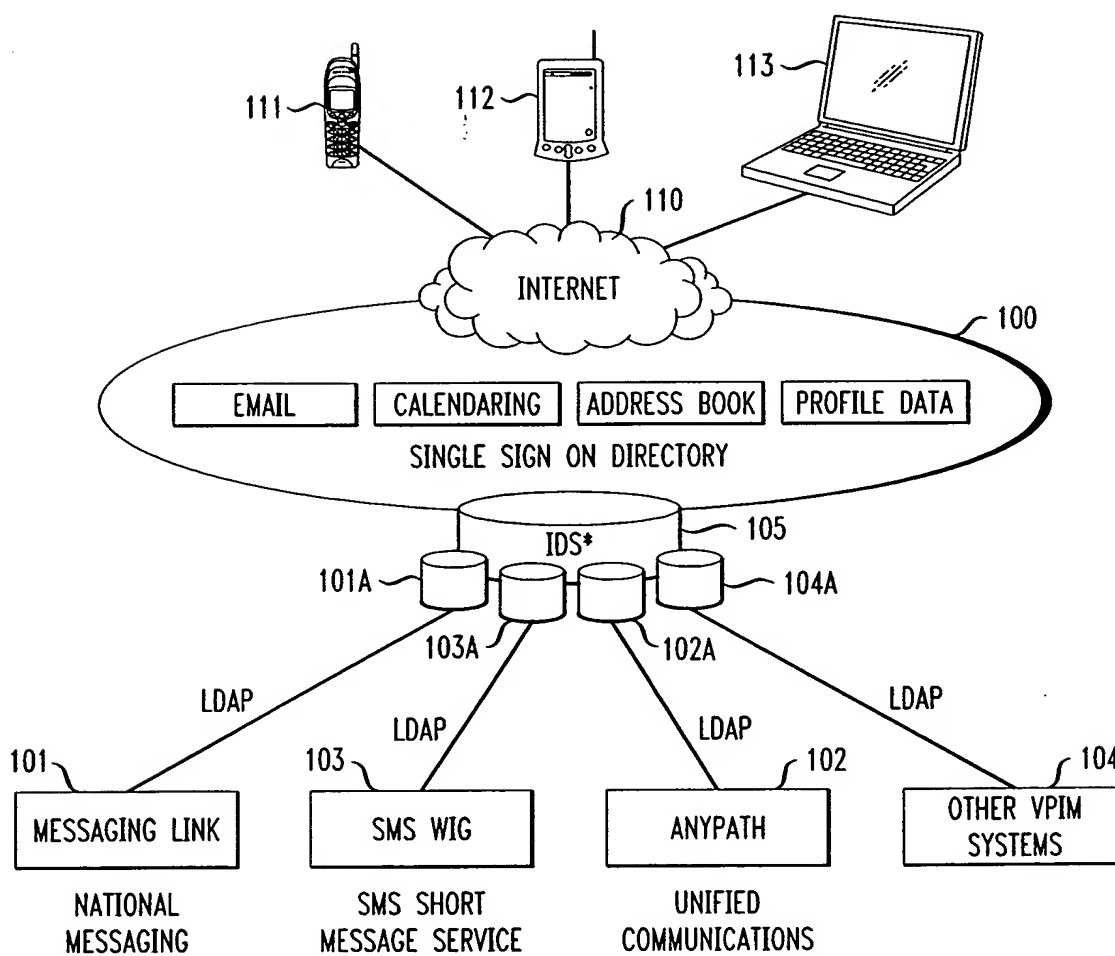 111
112
113
110
INTERNET
100
EMAIL
CALENDARING
ADDRESS BOOK
PROFILE DATA
SINGLE SIGN ON DIRECTORY
105
IDS*
101A
104A
103A
102A
LDAP
LDAP
LDAP
LDAP
101
103
102
104
MESSAGING LINK
SMS WIG
ANYPATH
OTHER VPIM
SYSTEMS
NATIONAL
MESSAGING
SMS SHORT
MESSAGE SERVICE
UNIFIED
COMMUNICATIONS